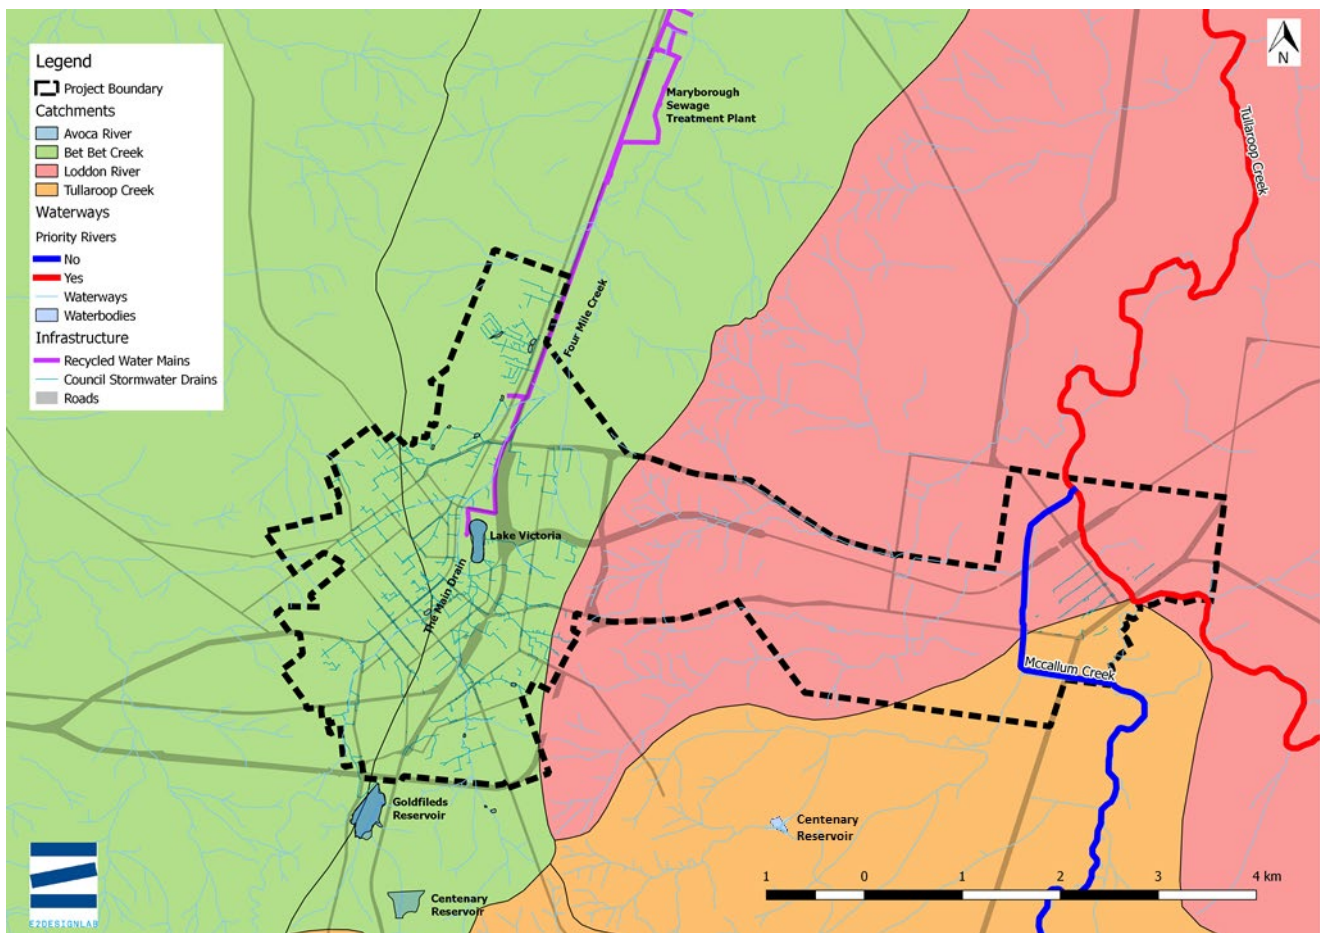 Legend
Project Boundary
Catchments
Avoca River
Bet Bet Creek
Loddon River
Tullaroop Creek
Waterways
Priority Rivers
No
Yes
Waterways
Waterbodies
Infrastructure
Recycled Water Mains
Council Stormwater Drains
Roads
N
Maryborough
Sewage
Treatment Plant
Tullaroop Creek
Four Mile Creek
Lake Victoria
The Main Drain
Mccallum Creek
Goldfileds
Reservoir
Centenary
Reservoir
Centenary
Reservoir
1 0 1 2 3 4 km
E2DESIGNLAB